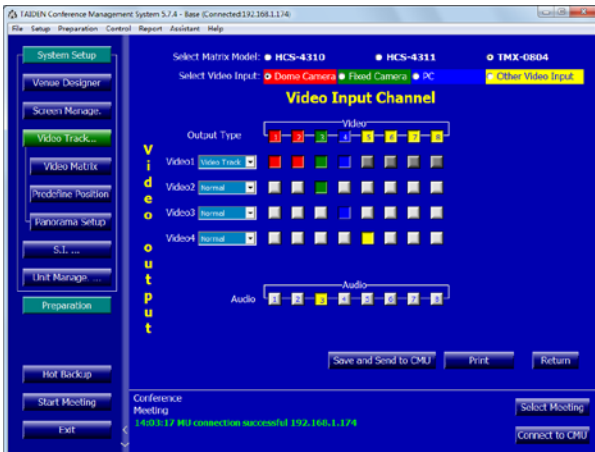 TAIDEN Conference Management System 5.7.4 - Base (Connected:192.168.1.174)
File Setup Preparation Control Report Assistant Help
System Setup
Venue Designer
Screen Manage.
Video Track...
Video Matrix
Predefine Position
Panorama Setup
S.I. ...
Unit Manage. ...
Preparation
Hot Backup
Start Meeting
Exit
Select Matrix Model: HCS-4310 HCS-4311 TMX-0804
Select Video Input: Dome Camera Fixed Camera PC Other Video Input
Video Input Channel
Video output
Video
Output Type 1 2 3 4 5 6 7 8
Video1 Video Track
Video2 Normal
Video3 Normal
Video4 Normal
Audio
Audio 1 2 3 4 5 6 7 8
Save and Send to CMU Print Return
Conference
Meeting
14:03:17 MU connection successful 192.168.1.174
Select Meeting
Connect to CMU